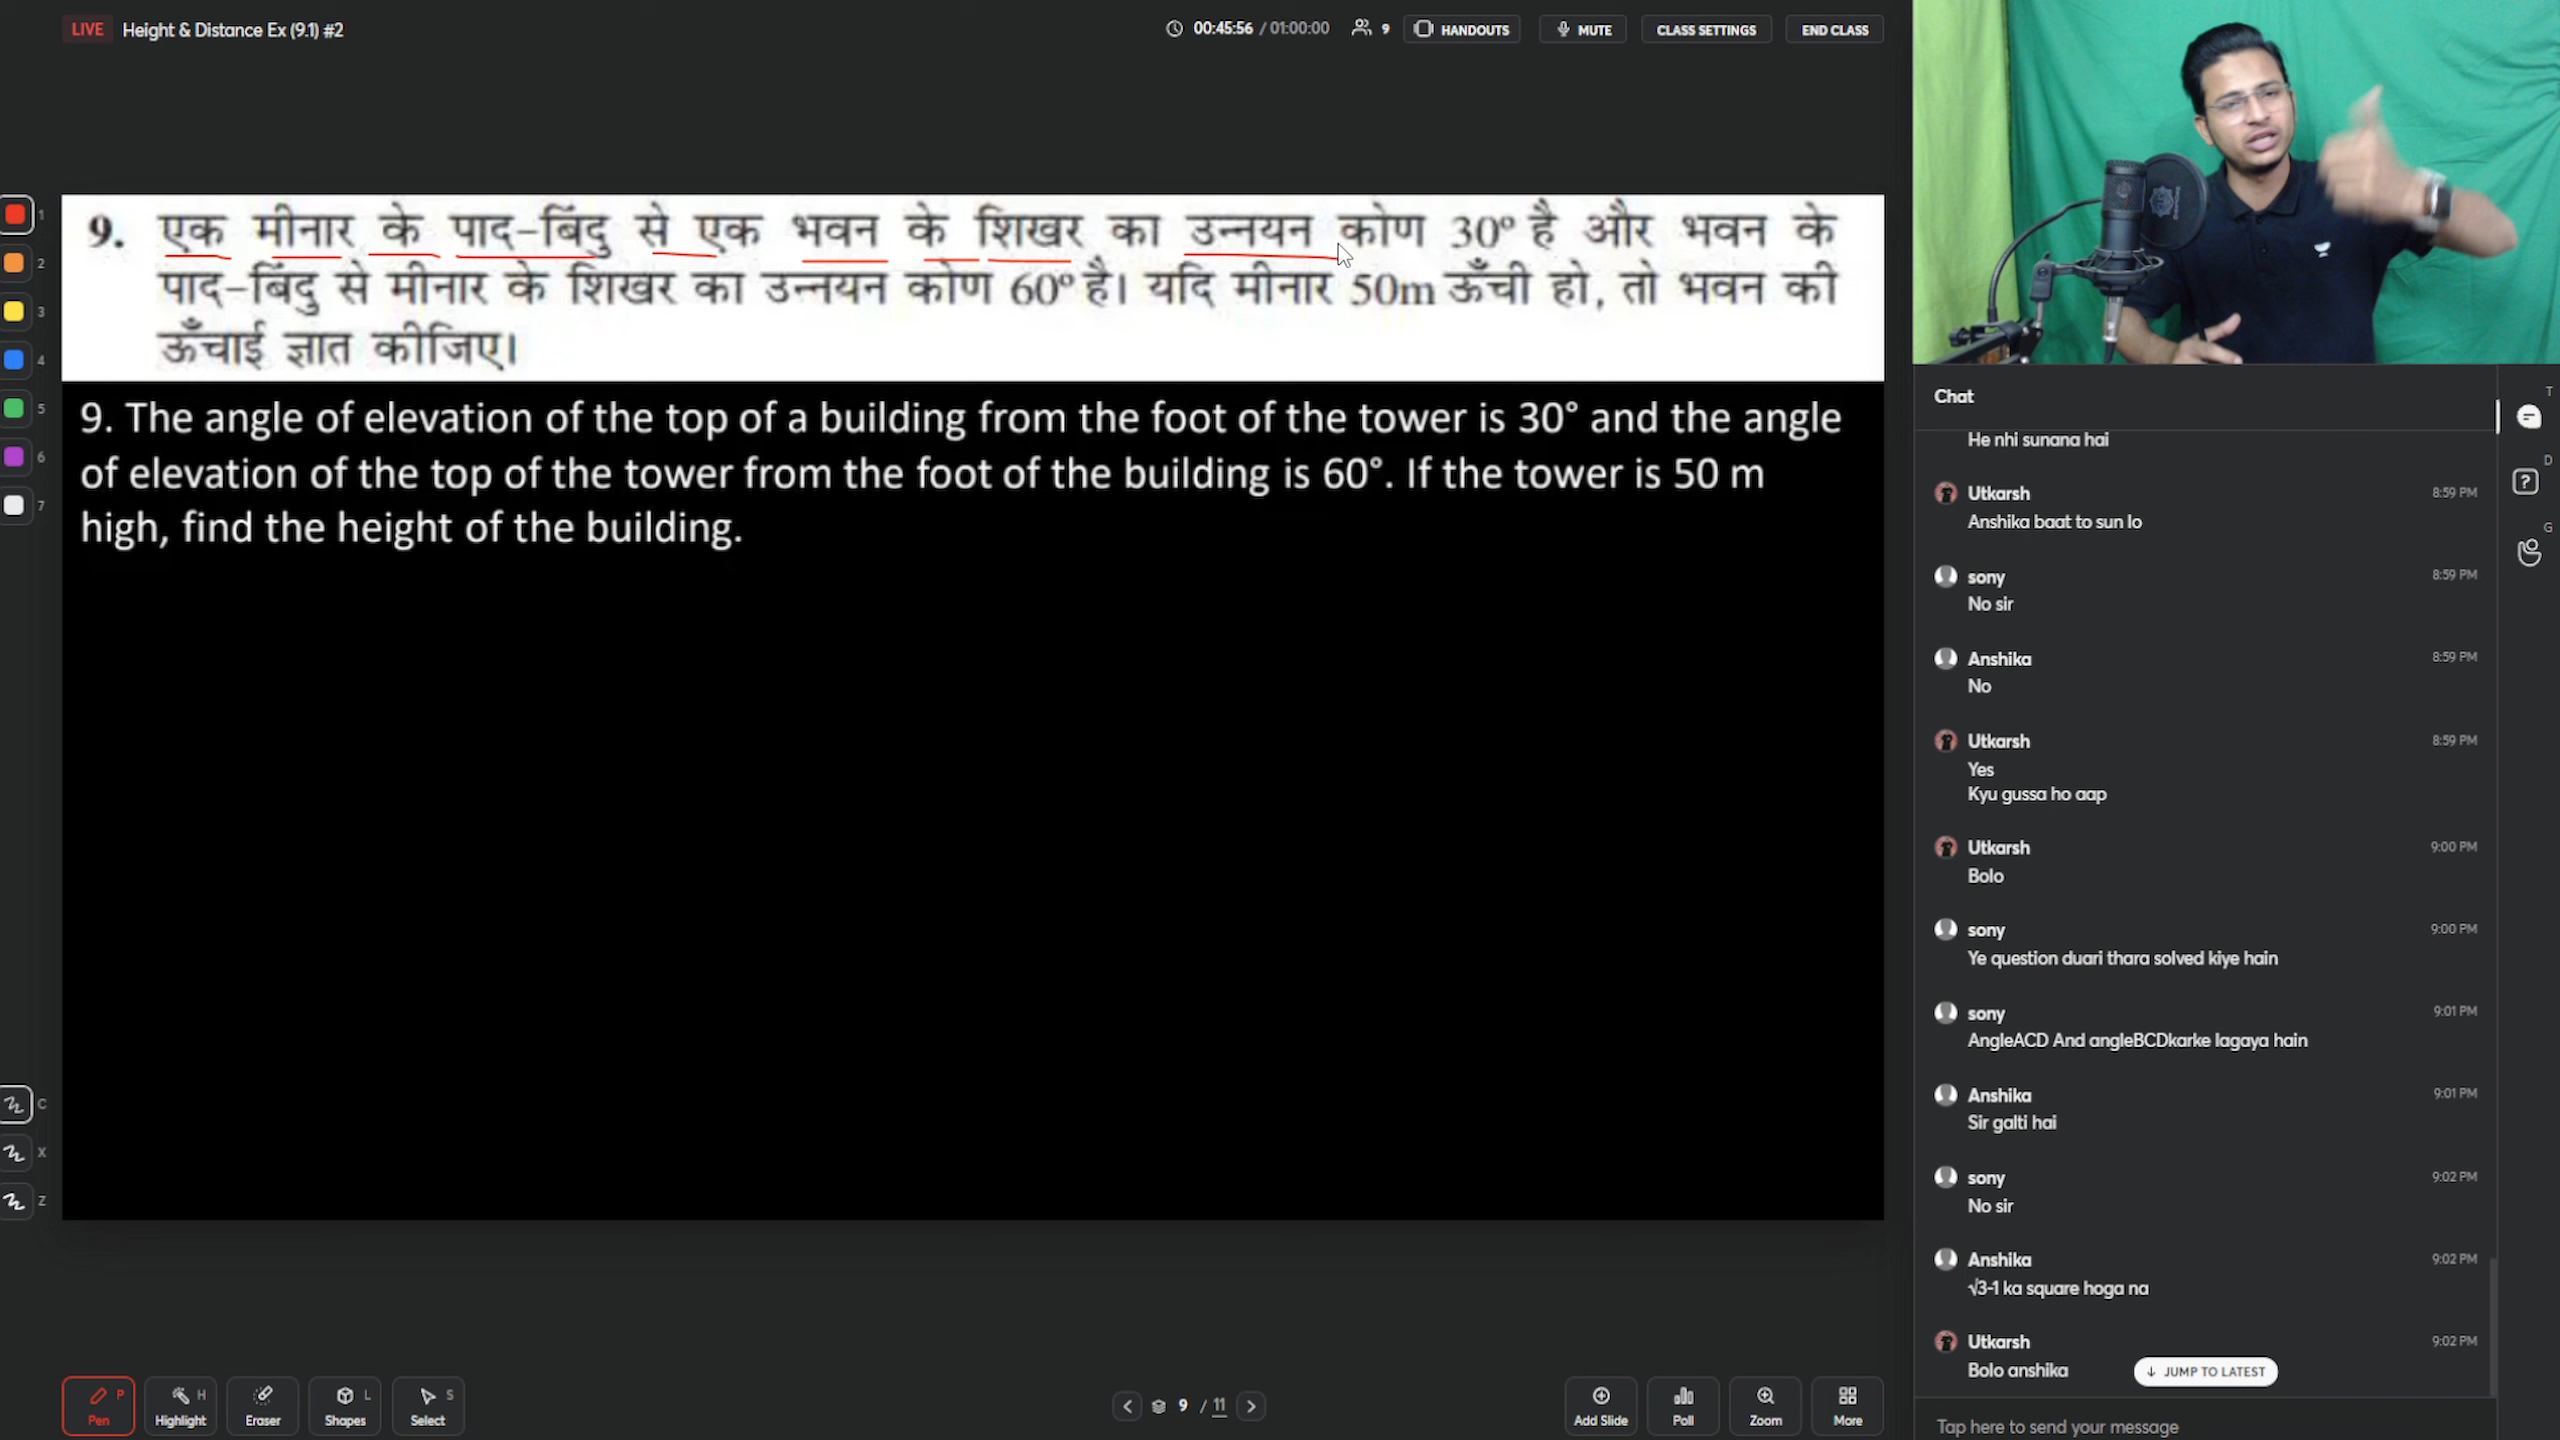 LIVE Height & Distance Ex (9.1) #2
00:45:56 / 01:00:00 9 HANDOUTS MUTE CLASS SETTINGS END CLASS
9. एक मीनार के पाद-बिंदु से एक भवन के शिखर का उन्नयन कोण 30° है और भवन के
पाद-बिंदु से मीनार के शिखर का उन्नयन कोण 60° है। यदि मीनार 50m ऊँची हो, तो भवन की
ऊँचाई ज्ञात कीजिए।
9. The angle of elevation of the top of a building from the foot of the tower is 30° and the angle
of elevation of the top of the tower from the foot of the building is 60°. If the tower is 50 m
high, find the height of the building.
1
2
3
4
5
6
7
C
X
Z
P
Pen
H
Highlight
Eraser
L
Shapes
S
Select
9 / 11
Add Slide
Poll
Zoom
More
Chat
He nhi sunana hai
Utkarsh 8:59 PM
Anshika baat to sun lo
sony 8:59 PM
No sir
Anshika 8:59 PM
No
Utkarsh 8:59 PM
Yes
Kyu gussa ho aap
Utkarsh 9:00 PM
Bolo
sony 9:00 PM
Ye question duari thara solved kiye hain
sony 9:01 PM
AngleACD And angleBCDkarke lagaya hain
Anshika 9:01 PM
Sir galti hai
sony 9:02 PM
No sir
Anshika 9:02 PM
√3-1 ka square hoga na
Utkarsh 9:02 PM
Bolo anshika
JUMP TO LATEST
Tap here to send your message
T
D
?
G